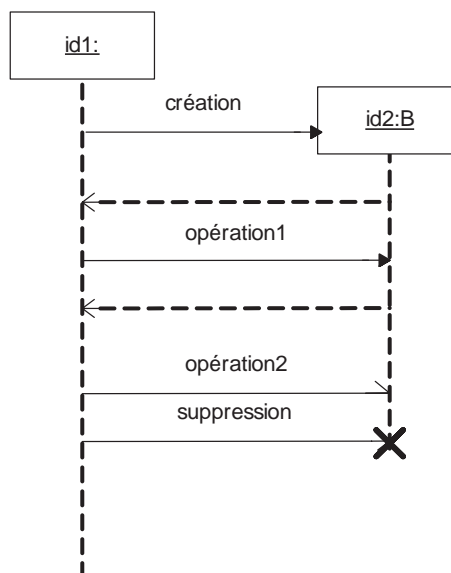 id1:
création
id2:B
opération1
opération2
suppression